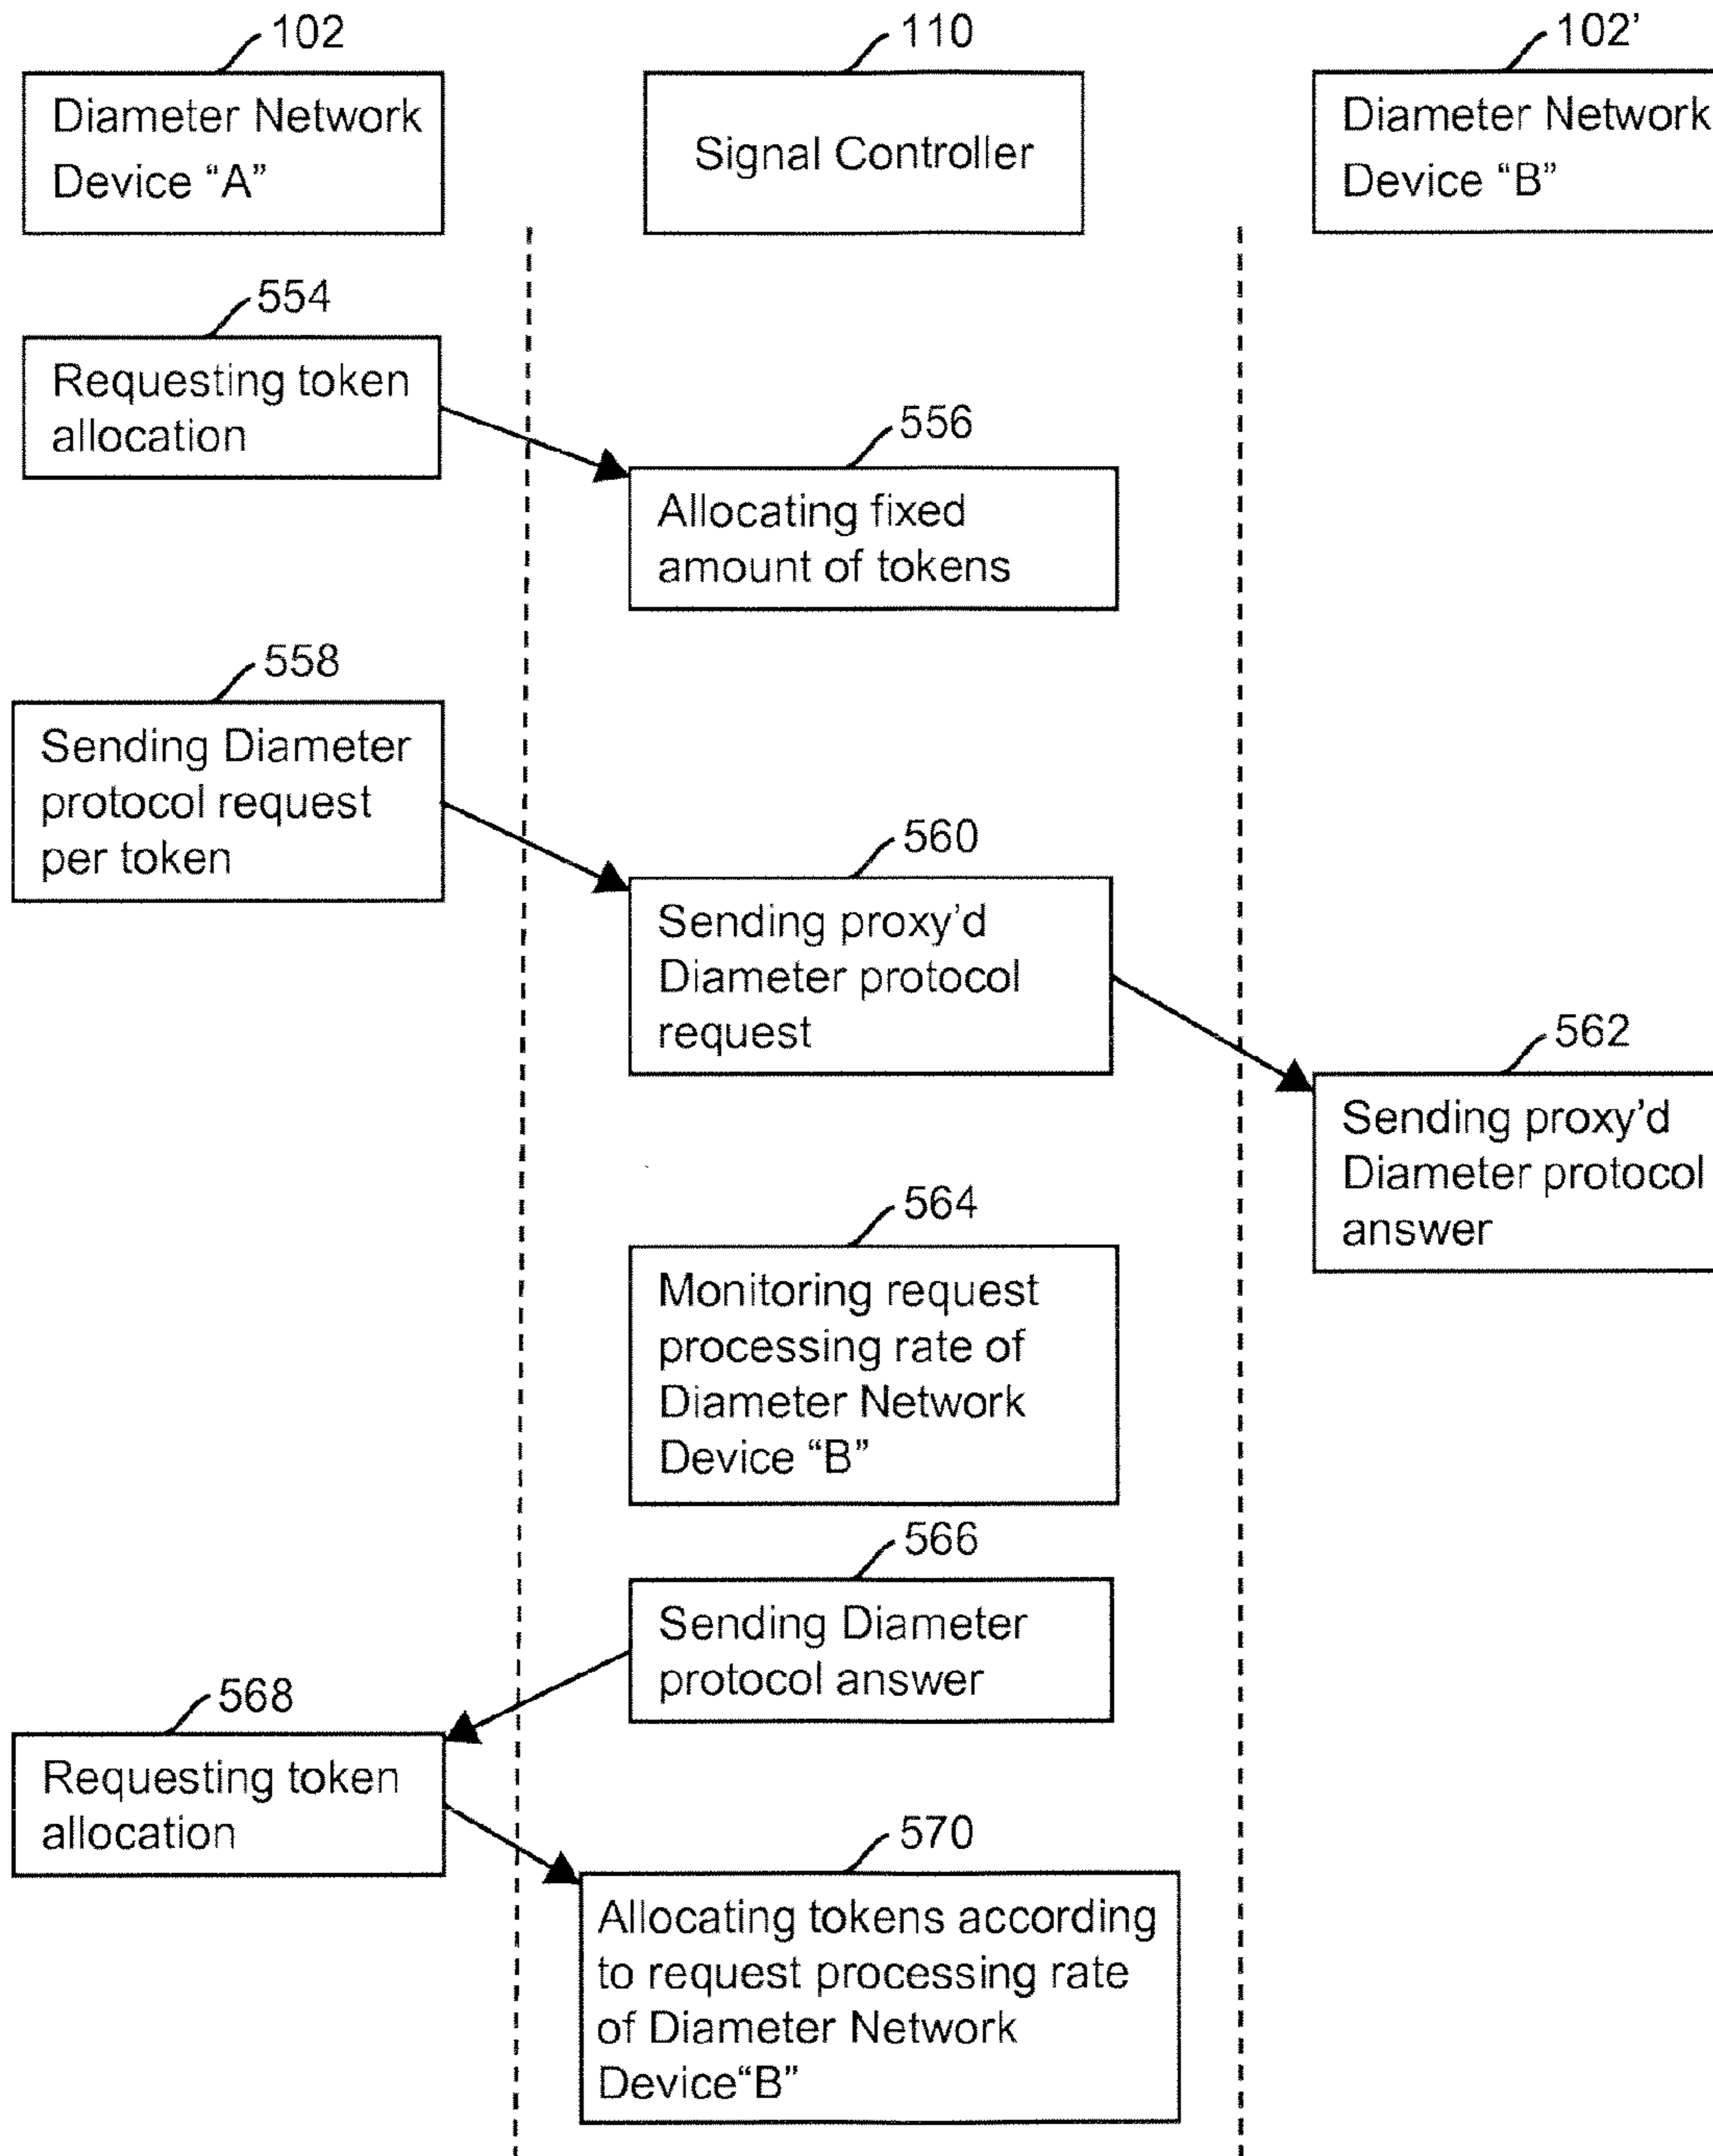 102
Diameter Network
Device "A"
110
Signal Controller
102'
Diameter Network
Device "B"
554
Requesting token
allocation
556
Allocating fixed
amount of tokens
558
Sending Diameter
protocol request
per token
560
Sending proxy'd
Diameter protocol
request
562
Sending proxy'd
Diameter protocol
answer
564
Monitoring request
processing rate of
Diameter Network
Device "B"
566
Sending Diameter
protocol answer
568
Requesting token
allocation
570
Allocating tokens according
to request processing rate
of Diameter Network
Device"B"